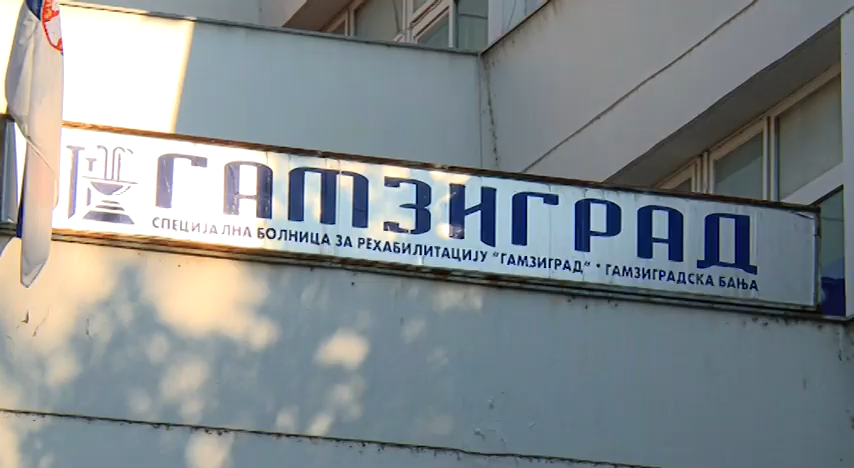 ГАМЗИГРАД
СПЕЦИЈАЛНА БОЛНИЦА ЗА РЕХАБИЛИТАЦИЈУ "ГАМЗИГРАД" • ГАМЗИГРАДСКА БАЊА